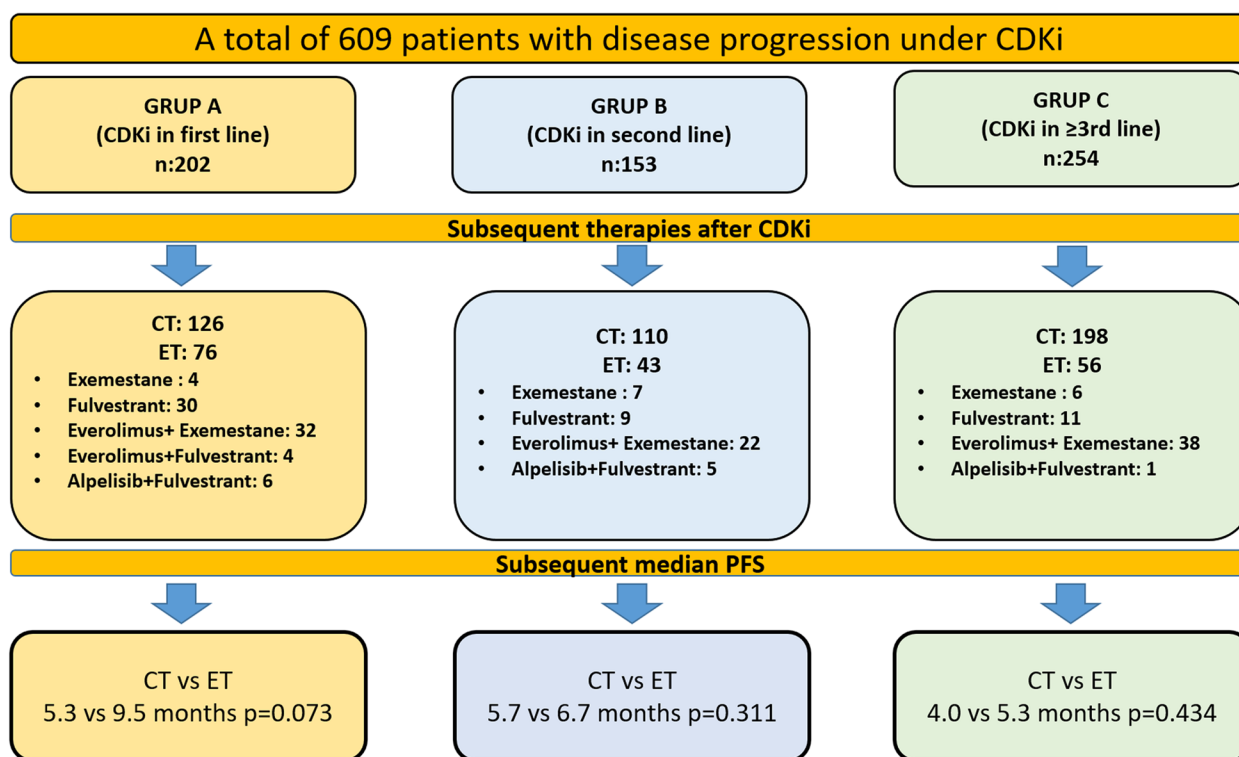 A total of 609 patients with disease progression under CDKi
GRUP A
(CDKi in first line)
n:202
GRUP B
(CDKi in second line)
n:153
GRUP C
(CDKi in ≥3rd line)
n:254
Subsequent therapies after CDKi
CT: 126
ET: 76
• Exemestane : 4
• Fulvestrant: 30
• Everolimus+ Exemestane: 32
• Everolimus+Fulvestrant: 4
• Alpelisib+Fulvestrant: 6
CT: 110
ET: 43
• Exemestane : 7
• Fulvestrant: 9
• Everolimus+ Exemestane: 22
• Alpelisib+Fulvestrant: 5
CT: 198
ET: 56
• Exemestane : 6
• Fulvestrant: 11
• Everolimus+ Exemestane: 38
• Alpelisib+Fulvestrant: 1
Subsequent median PFS
CT vs ET
5.3 vs 9.5 months p=0.073
CT vs ET
5.7 vs 6.7 months p=0.311
CT vs ET
4.0 vs 5.3 months p=0.434